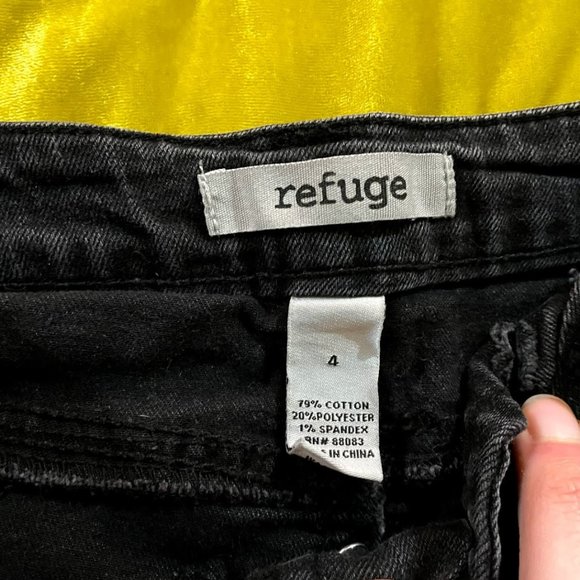 refuge
4
79% COTTON
20%POLYESTER
1% SPANDEX
RN# 88083
IN CHINA